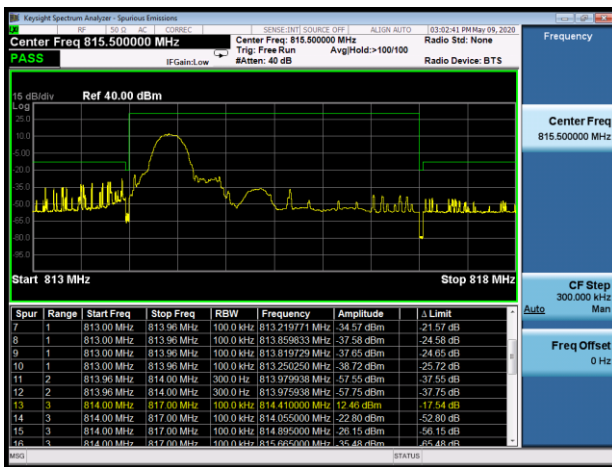 Keysight Spectrum Analyzer - Spurious Emissions
RF 50 Ω AC CORREC SENSE:INT SOURCE OFF ALIGN AUTO 03:02:41 PM May 09, 2020
Center Freq 815.500000 MHz Center Freq: 815.500000 MHz Radio Std: None Frequency
Trig: Free Run Avg|Hold:>100/100
PASS IFGain:Low #Atten: 40 dB Radio Device: BTS
15 dB/div Ref 40.00 dBm
Log
25.0
10.0
-5.00
-20.0
-35.0
-50.0
-65.0
-80.0
-95.0
Start 813 MHz Stop 818 MHz
Center Freq
815.500000 MHz
CF Step
300.000 kHz
Auto Man
Freq Offset
0 Hz
Spur Range Start Freq Stop Freq RBW Frequency Amplitude Δ Limit
7 1 813.00 MHz 813.96 MHz 100.0 kHz 813.219771 MHz -34.57 dBm -21.57 dB
8 1 813.00 MHz 813.96 MHz 100.0 kHz 813.859833 MHz -37.58 dBm -24.58 dB
9 1 813.00 MHz 813.96 MHz 100.0 kHz 813.819729 MHz -37.65 dBm -24.65 dB
10 1 813.00 MHz 813.96 MHz 100.0 kHz 813.250250 MHz -38.72 dBm -25.72 dB
11 2 813.96 MHz 814.00 MHz 300.0 Hz 813.979938 MHz -57.55 dBm -37.55 dB
12 2 813.96 MHz 814.00 MHz 300.0 Hz 813.975938 MHz -57.75 dBm -37.75 dB
13 3 814.00 MHz 817.00 MHz 100.0 kHz 814.410000 MHz 12.46 dBm -17.54 dB
14 3 814.00 MHz 817.00 MHz 100.0 kHz 814.055000 MHz -22.80 dBm -52.80 dB
15 3 814.00 MHz 817.00 MHz 100.0 kHz 814.895000 MHz -26.15 dBm -56.15 dB
16 3 814.00 MHz 817.00 MHz 100.0 kHz 815.665000 MHz -35.48 dBm -65.48 dB
MSG STATUS